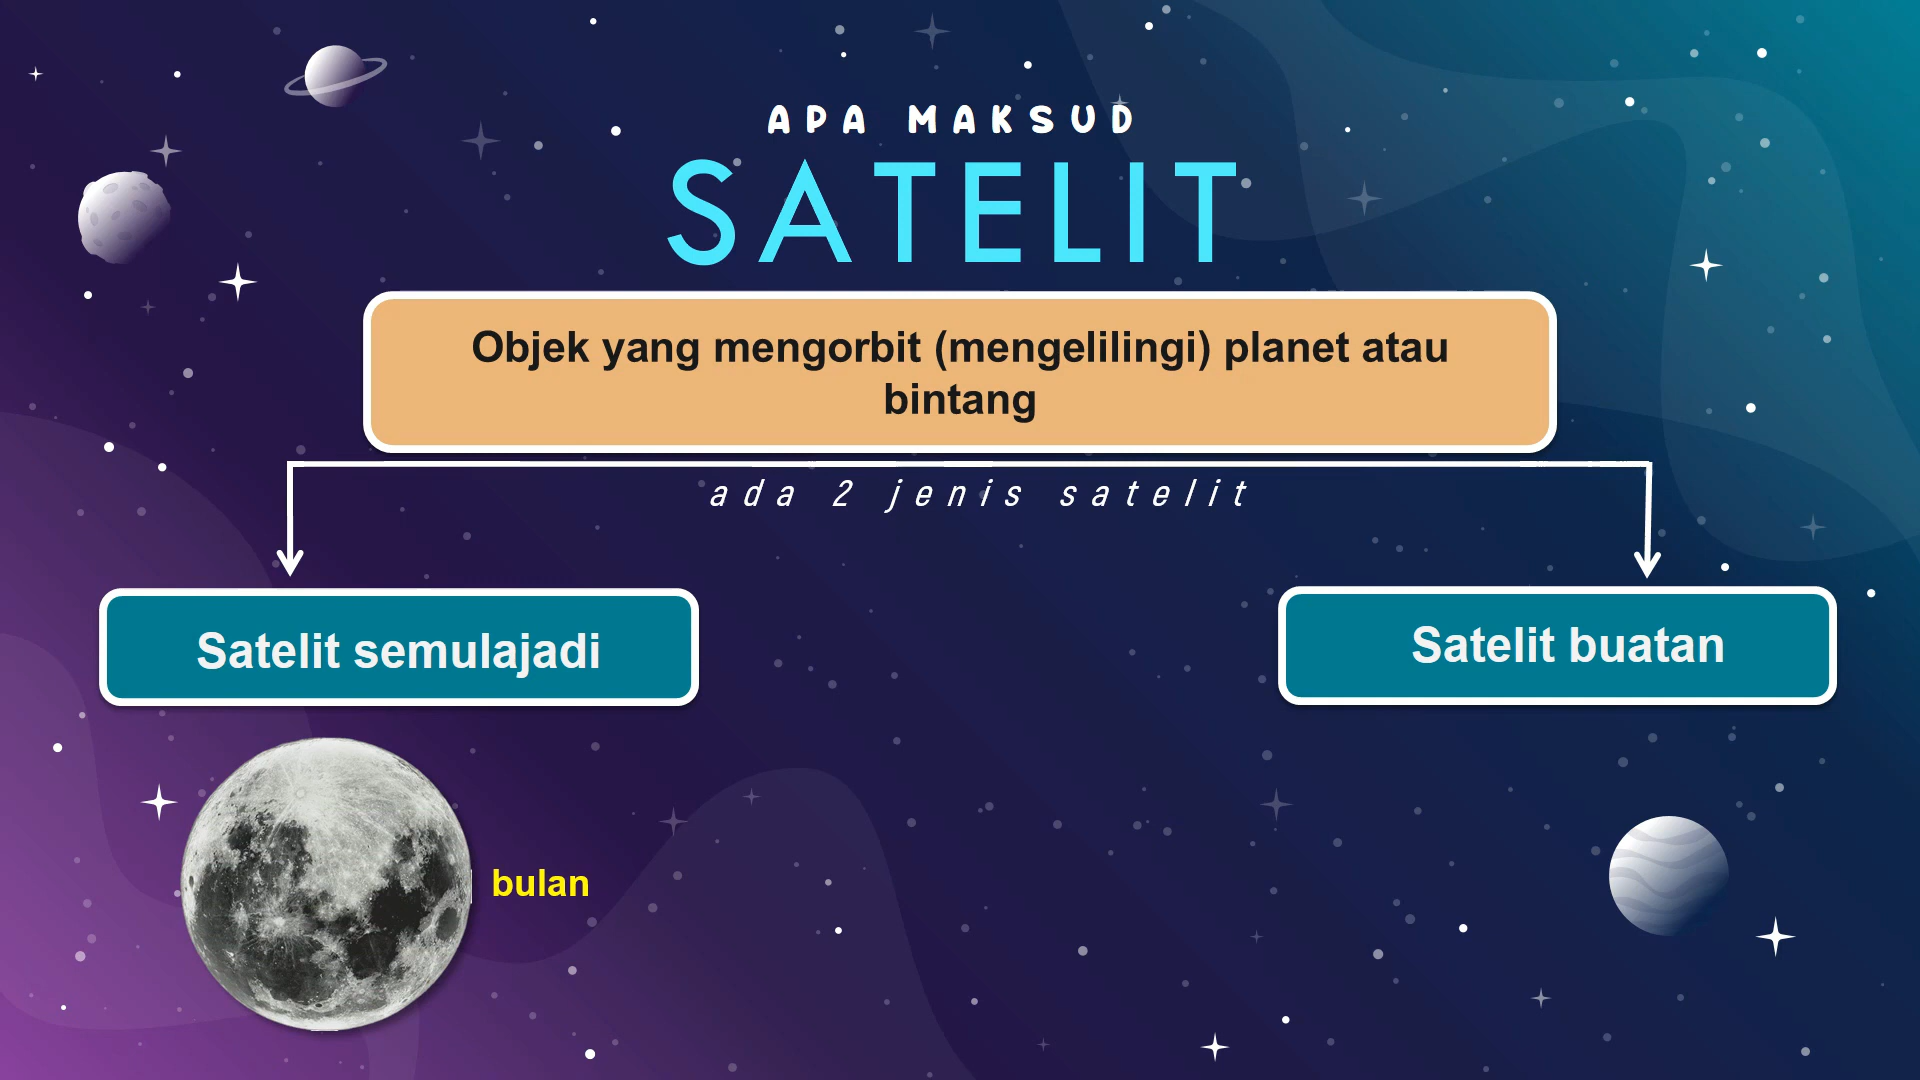 APA MAKSUD
SATELIT
Objek yang mengorbit (mengelilingi) planet atau
bintang
ada 2 jenis satelit
Satelit semulajadi
Satelit buatan
bulan